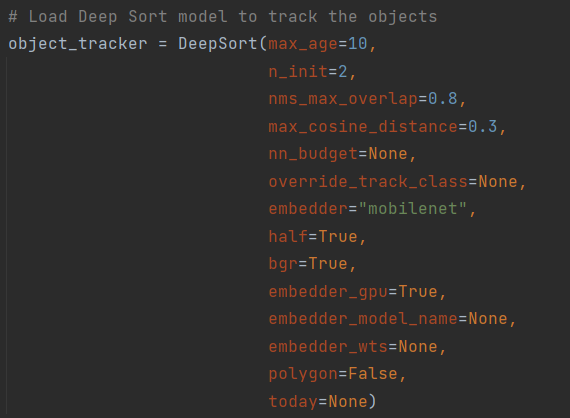 # Load Deep Sort model to track the objects
object_tracker = DeepSort(max_age=10,
                          n_init=2,
                          nms_max_overlap=0.8,
                          max_cosine_distance=0.3,
                          nn_budget=None,
                          override_track_class=None,
                          embedder="mobilenet",
                          half=True,
                          bgr=True,
                          embedder_gpu=True,
                          embedder_model_name=None,
                          embedder_wts=None,
                          polygon=False,
                          today=None)